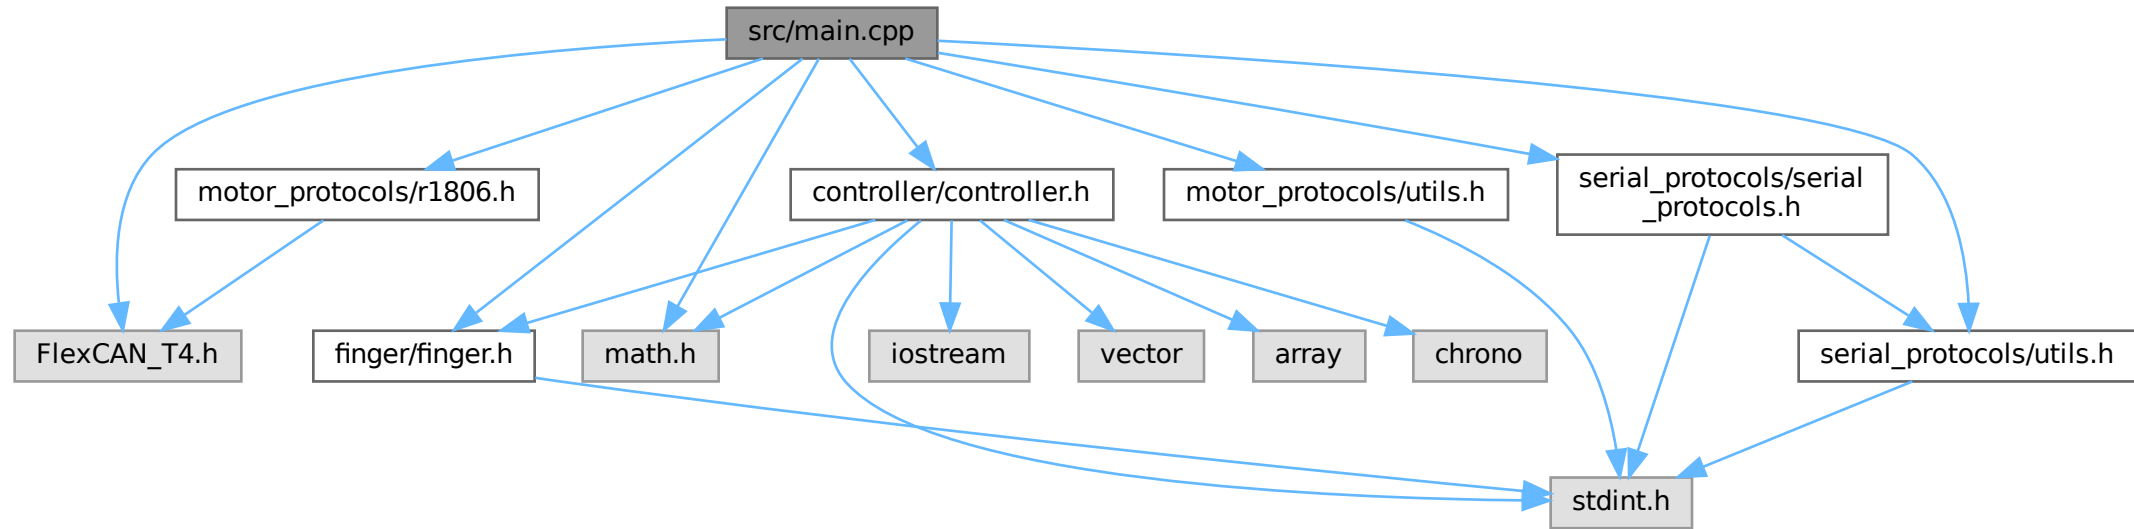 src/main.cpp
motor_protocols/r1806.h
controller/controller.h
motor_protocols/utils.h
serial_protocols/serial
_protocols.h
FlexCAN_T4.h
finger/finger.h
math.h
iostream
vector
array
chrono
serial_protocols/utils.h
stdint.h